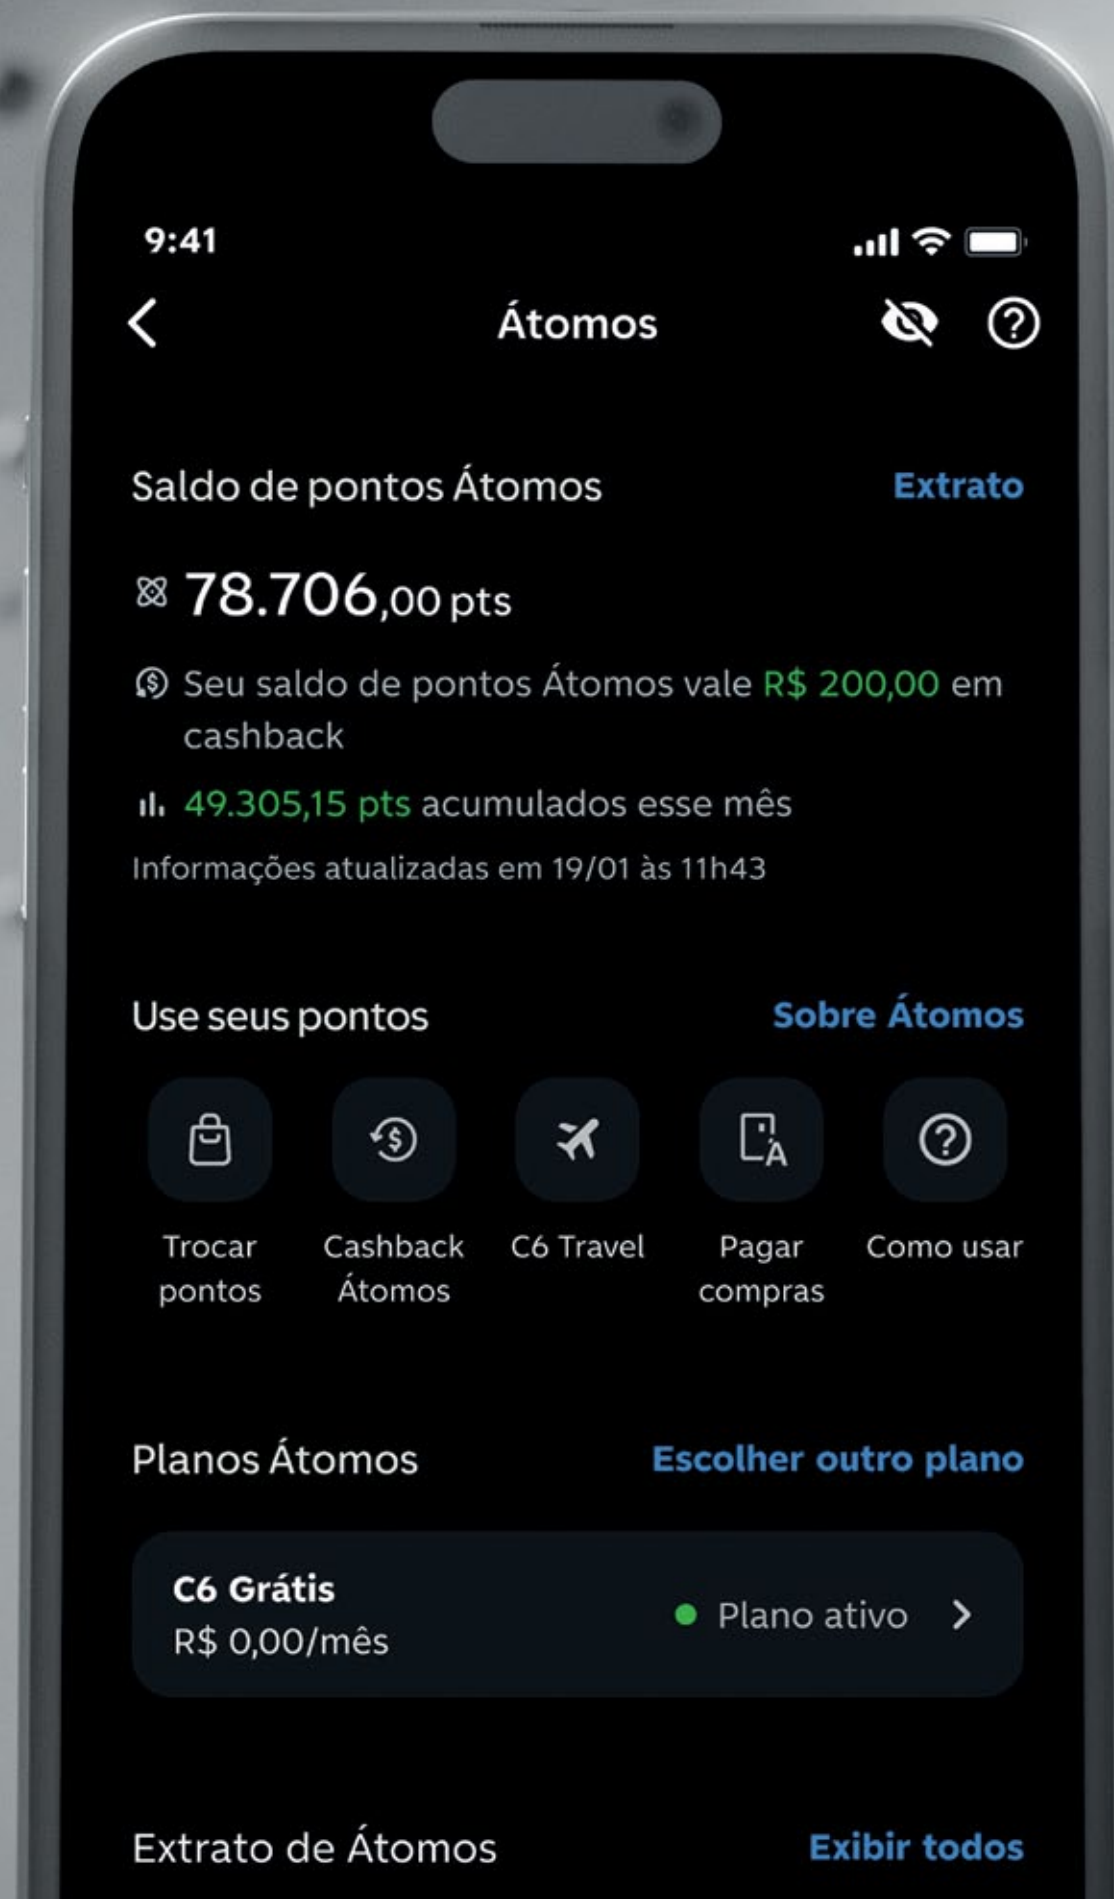 9:41
Átomos
Saldo de pontos Átomos Extrato
78.706,00 pts
Seu saldo de pontos Átomos vale R$ 200,00 em
cashback
49.305,15 pts acumulados esse mês
Informações atualizadas em 19/01 às 11h43
Use seus pontos Sobre Átomos
Trocar
pontos
Cashback
Átomos
C6 Travel
Pagar
compras
Como usar
Planos Átomos Escolher outro plano
C6 Grátis
R$ 0,00/mês
Plano ativo
Extrato de Átomos Exibir todos